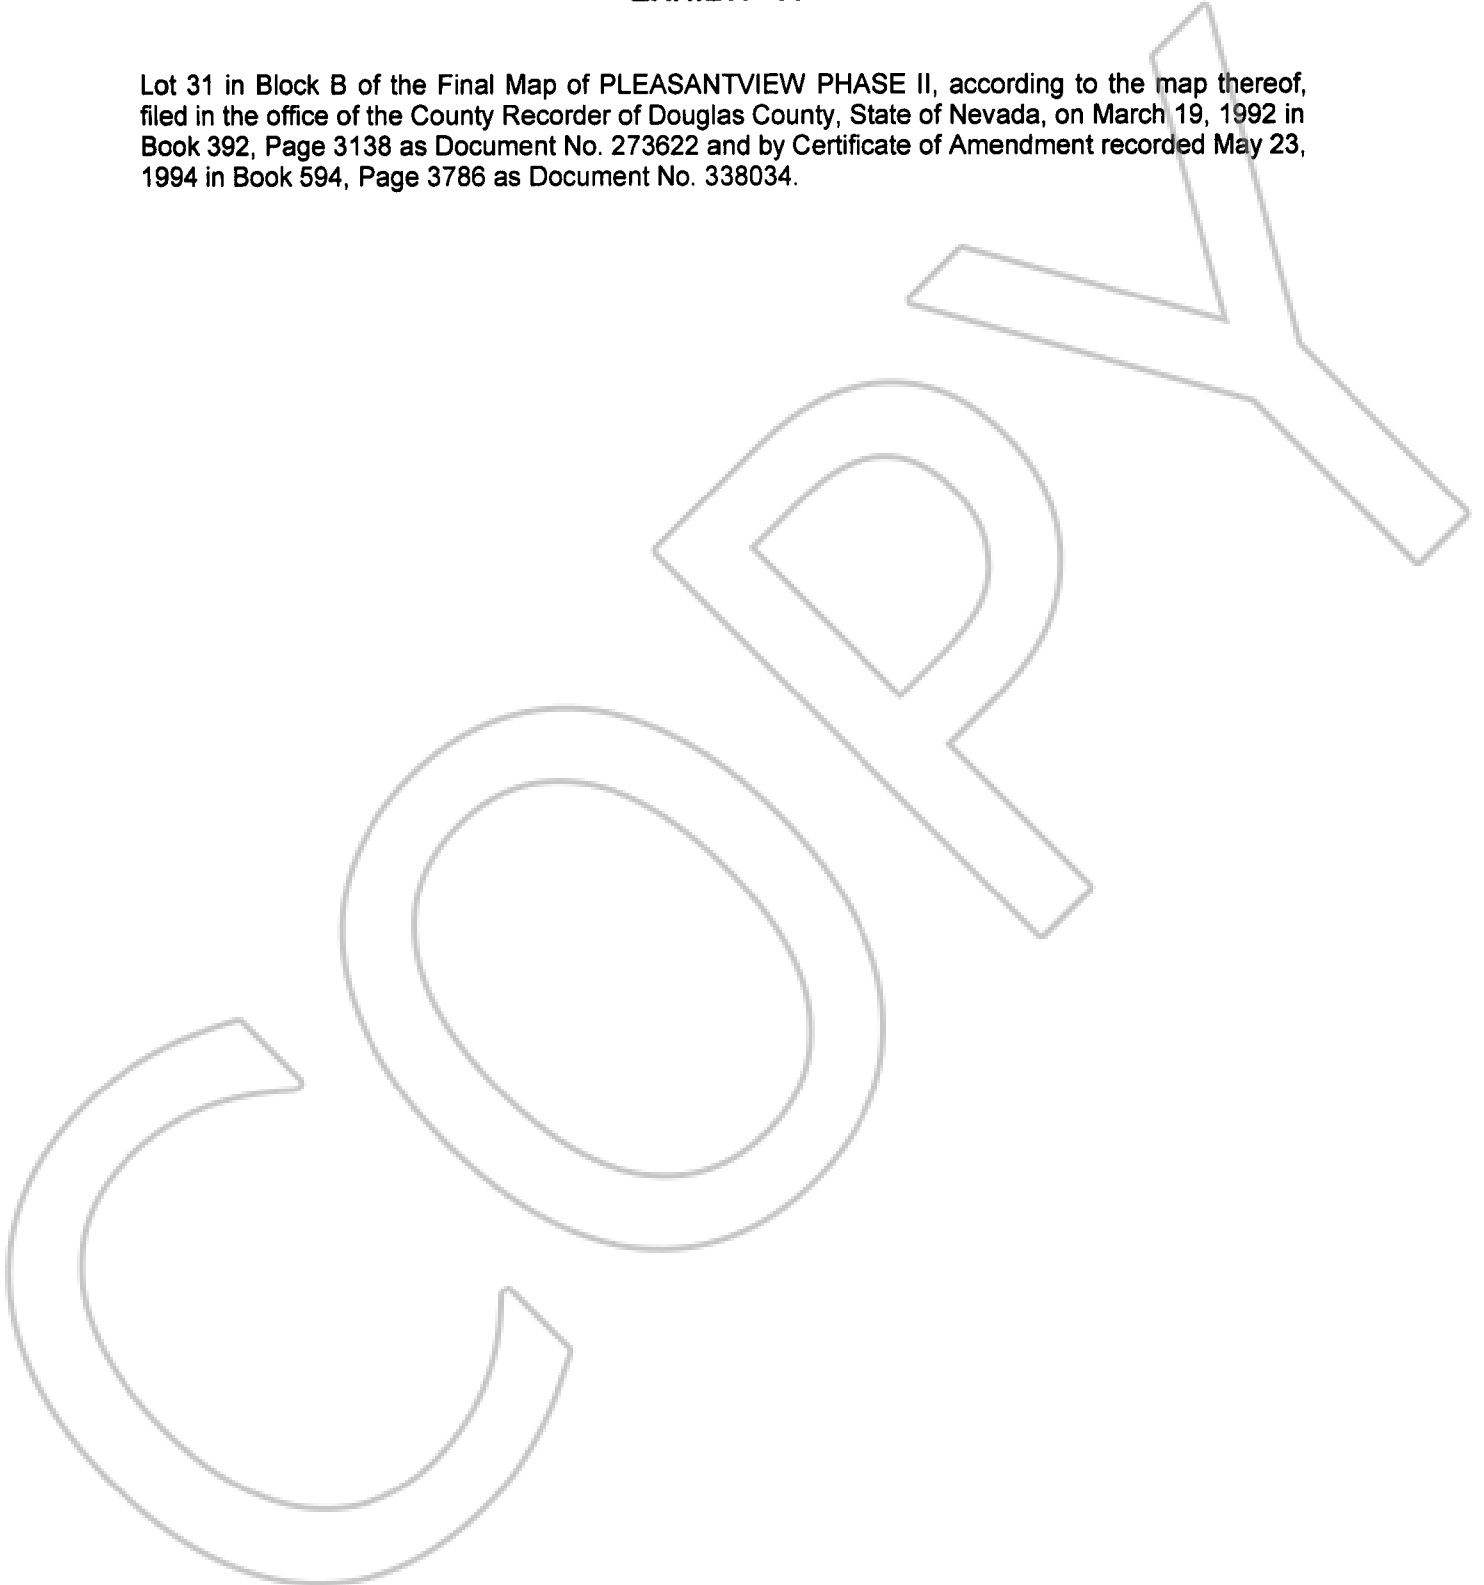 Lot 31 in Block B of the Final Map of PLEASANTVIEW PHASE II, according to the map thereof,
filed in the office of the County Recorder of Douglas County, State of Nevada, on March 19, 1992 in
Book 392, Page 3138 as Document No. 273622 and by Certificate of Amendment recorded May 23,
1994 in Book 594, Page 3786 as Document No. 338034.
COPY